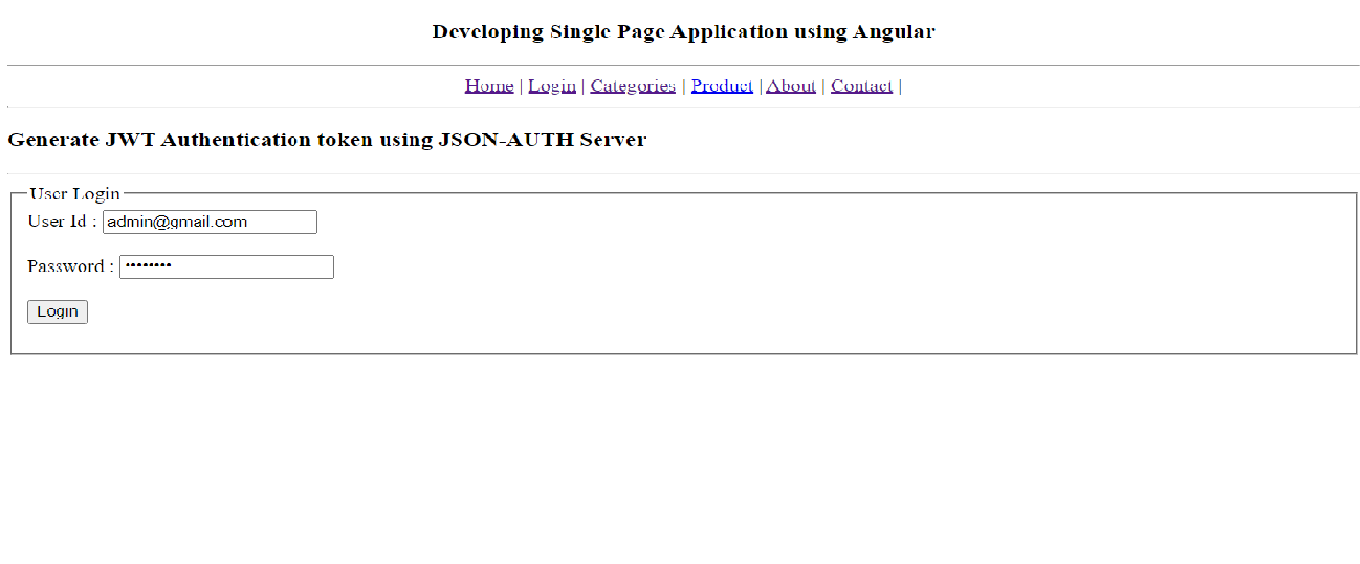 Developing Single Page Application using Angular
Home | Login | Categories | Product | About | Contact |
Generate JWT Authentication token using JSON-AUTH Server
User Login
User Id : admin@gmail.com
Password : ••••••••
Login